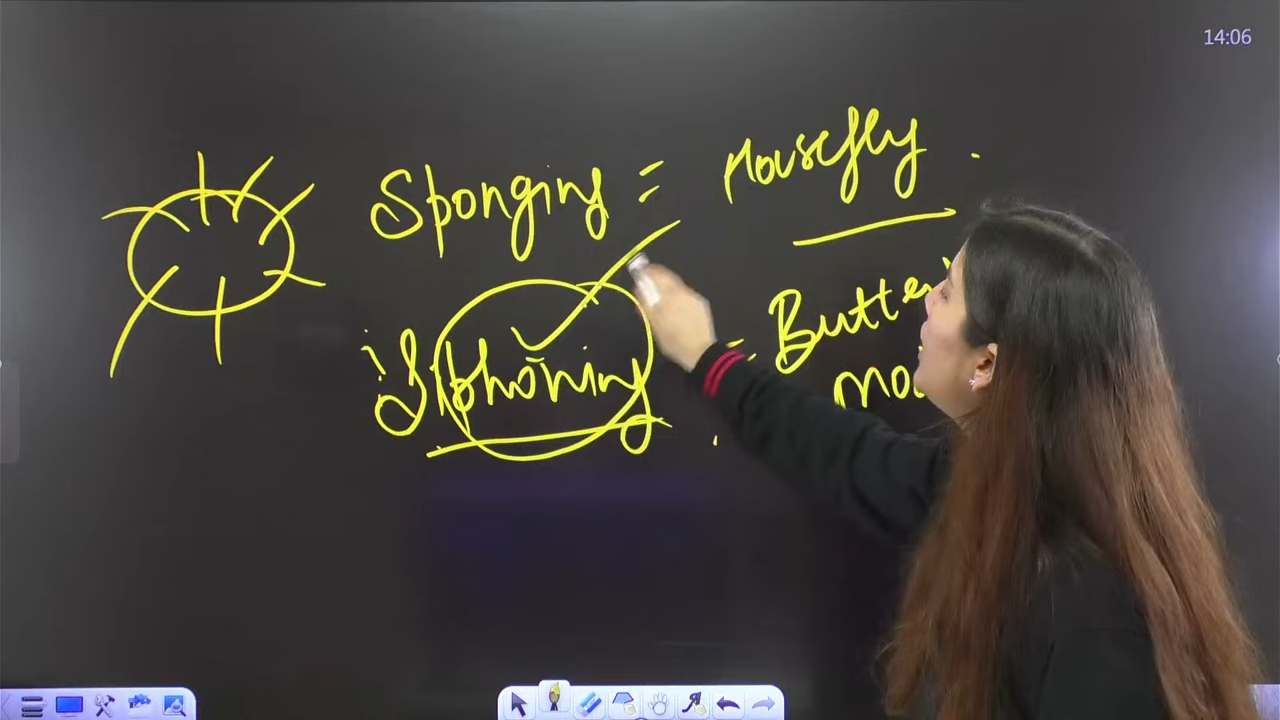 14:06
Sponging = Housefly .
Siphoning = Butter
Mo